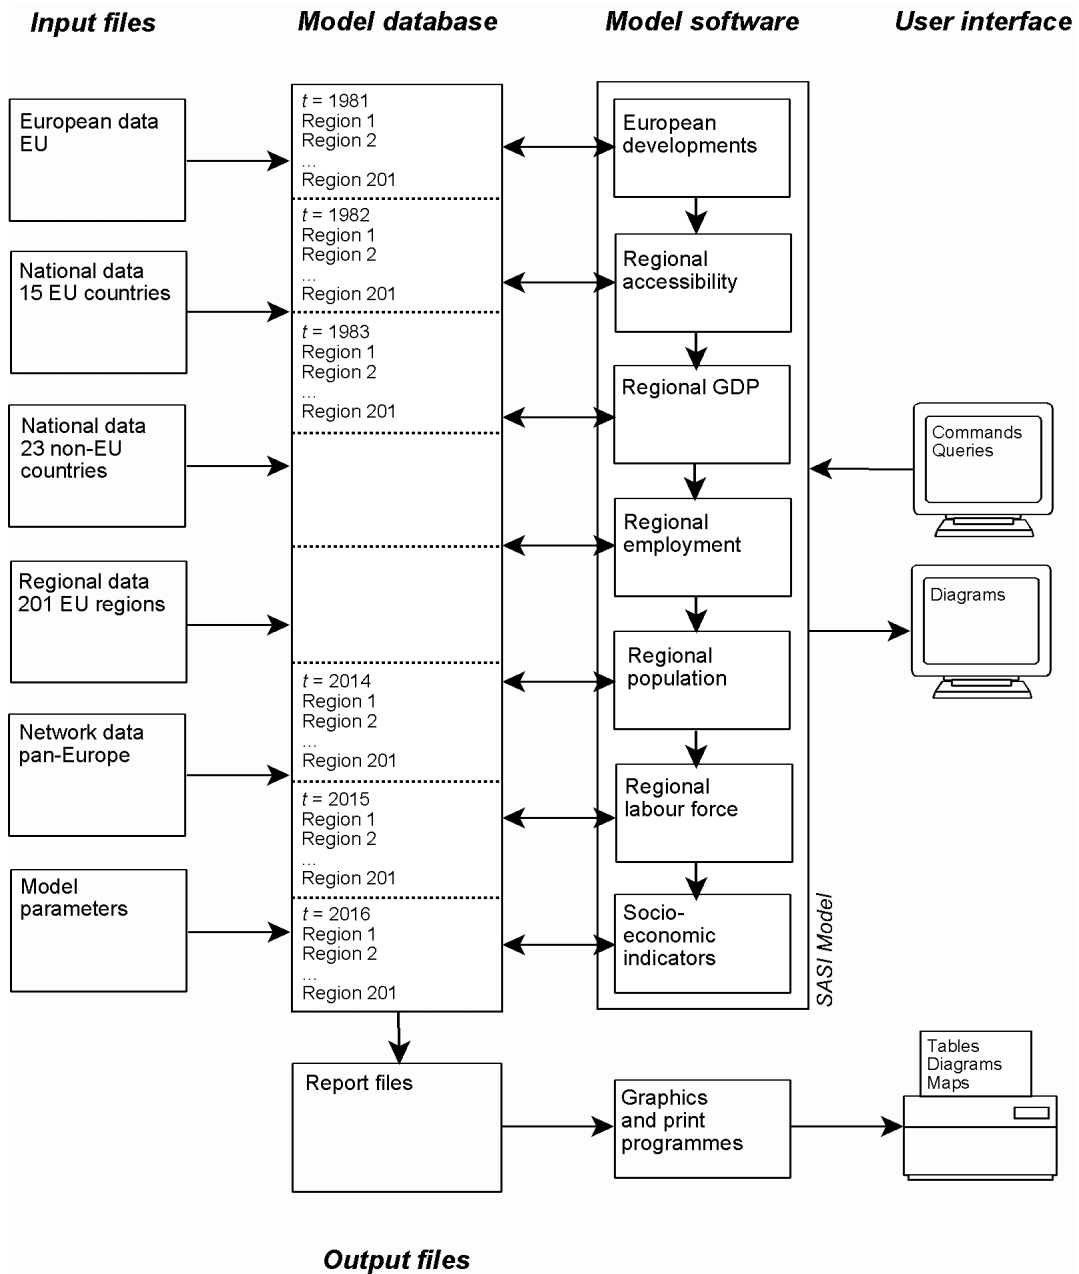 Input files
Model database
Model software
User interface
European data
EU
National data
15 EU countries
National data
23 non-EU
countries
Regional data
201 EU regions
Network data
pan-Europe
Model
parameters
t = 1981
Region 1
Region 2
...
Region 201
t = 1982
Region 1
Region 2
...
Region 201
t = 1983
Region 1
Region 2
...
Region 201
t = 2014
Region 1
Region 2
...
Region 201
t = 2015
Region 1
Region 2
...
Region 201
t = 2016
Region 1
Region 2
...
Region 201
European
developments
Regional
accessibility
Regional GDP
Regional
employment
Regional
population
Regional
labour force
Socio-
economic
indicators
SASI Model
Commands
Queries
Diagrams
Report files
Graphics
and print
programmes
Tables
Diagrams
Maps
Output files